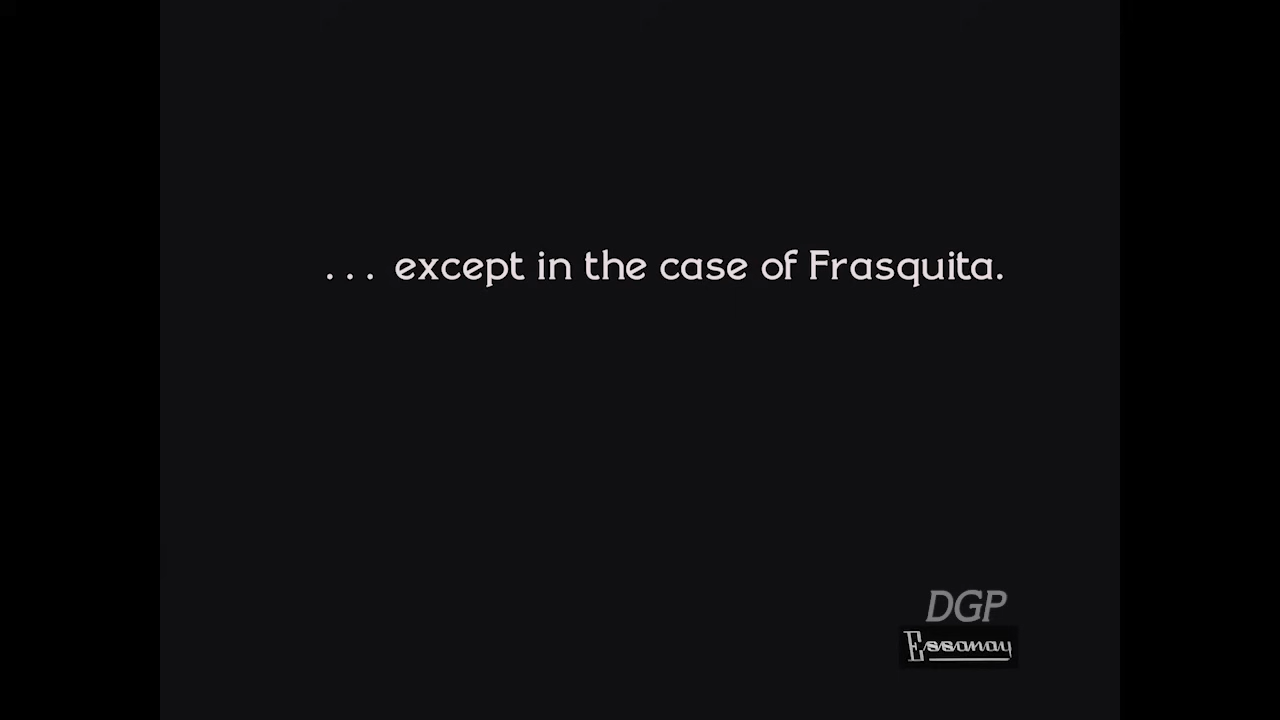 . . . except in the case of Frasquita.
DGP
Essanay